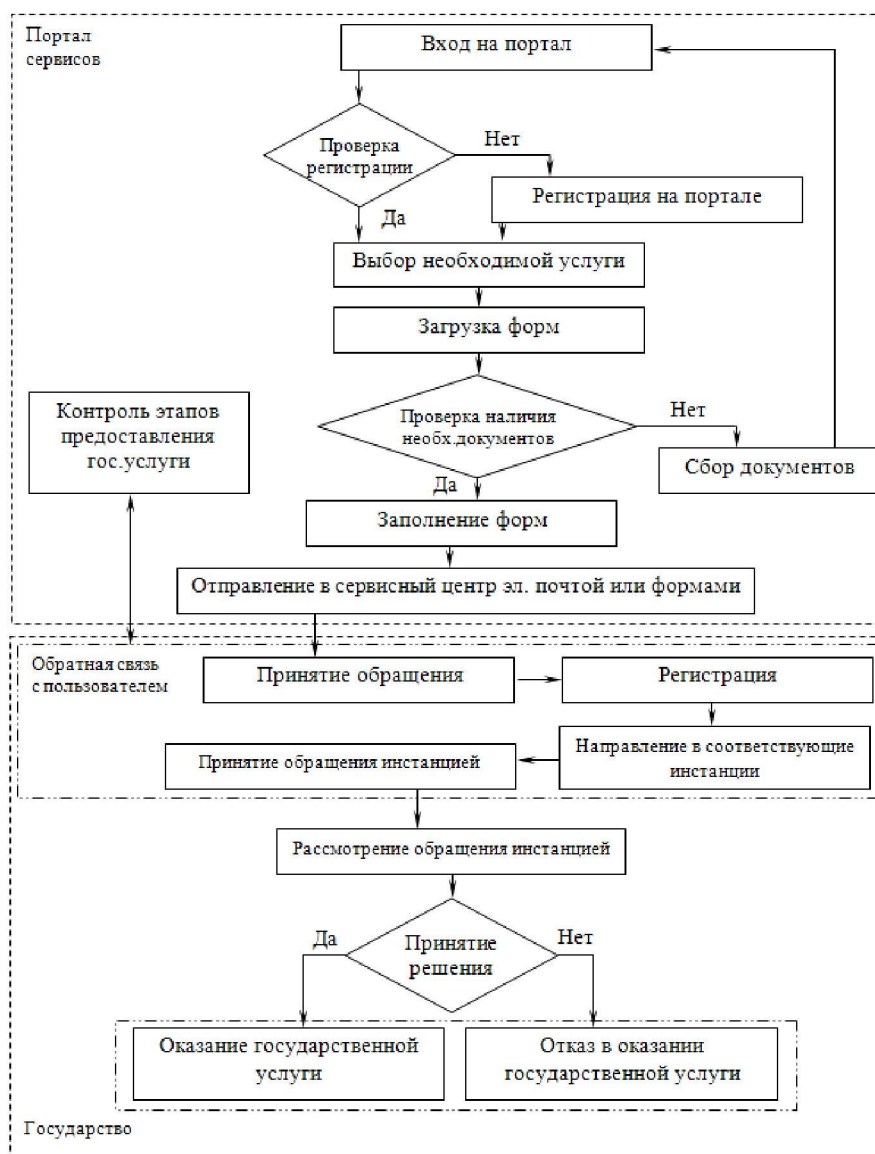 Портал
сервисов
Вход на портал
Проверка
регистрации
Нет
Регистрация на портале
Да
Выбор необходимой услуги
Загрузка форм
Контроль этапов
предоставления
гос.услуги
Проверка наличия
необх.документов
Нет
Сбор документов
Да
Заполнение форм
Отправление в сервисный центр эл. почтой или формами
Обратная связь
с пользователем
Принятие обращения
Регистрация
Направление в соответствующие
инстанции
Принятие обращения инстанцией
Рассмотрение обращения инстанцией
Принятие
решения
Да
Нет
Оказание государственной
услуги
Отказ в оказании
государственной услуги
Государство